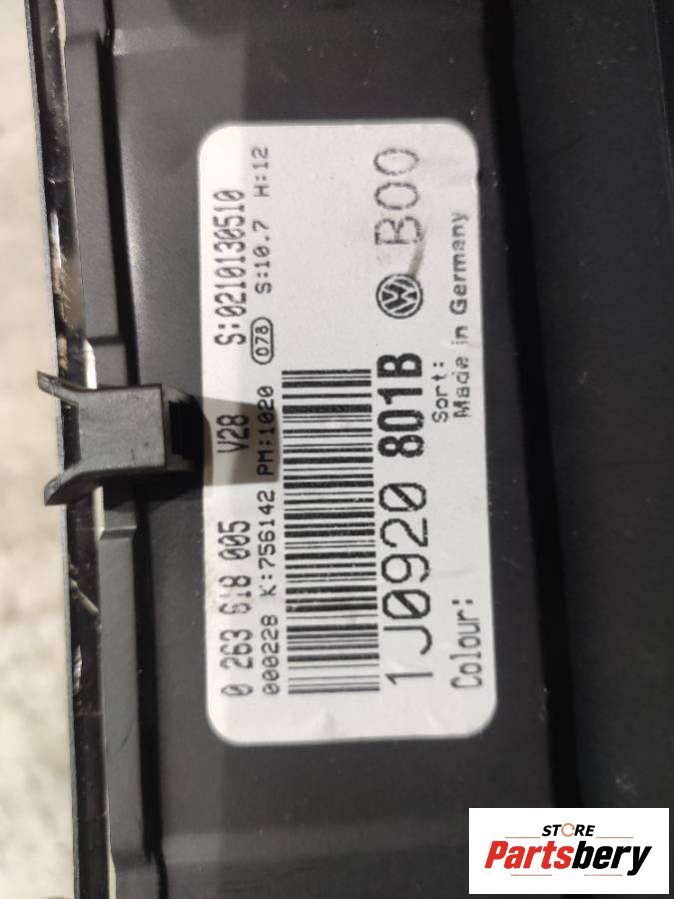 0 263 618 005 V28 S:0210130510
000228 K:756142 PM:1020 078 S:10.7 H:12
1J0920 801B VW B00
Colour: Sort:
Made in Germany
STORE
Partsbery